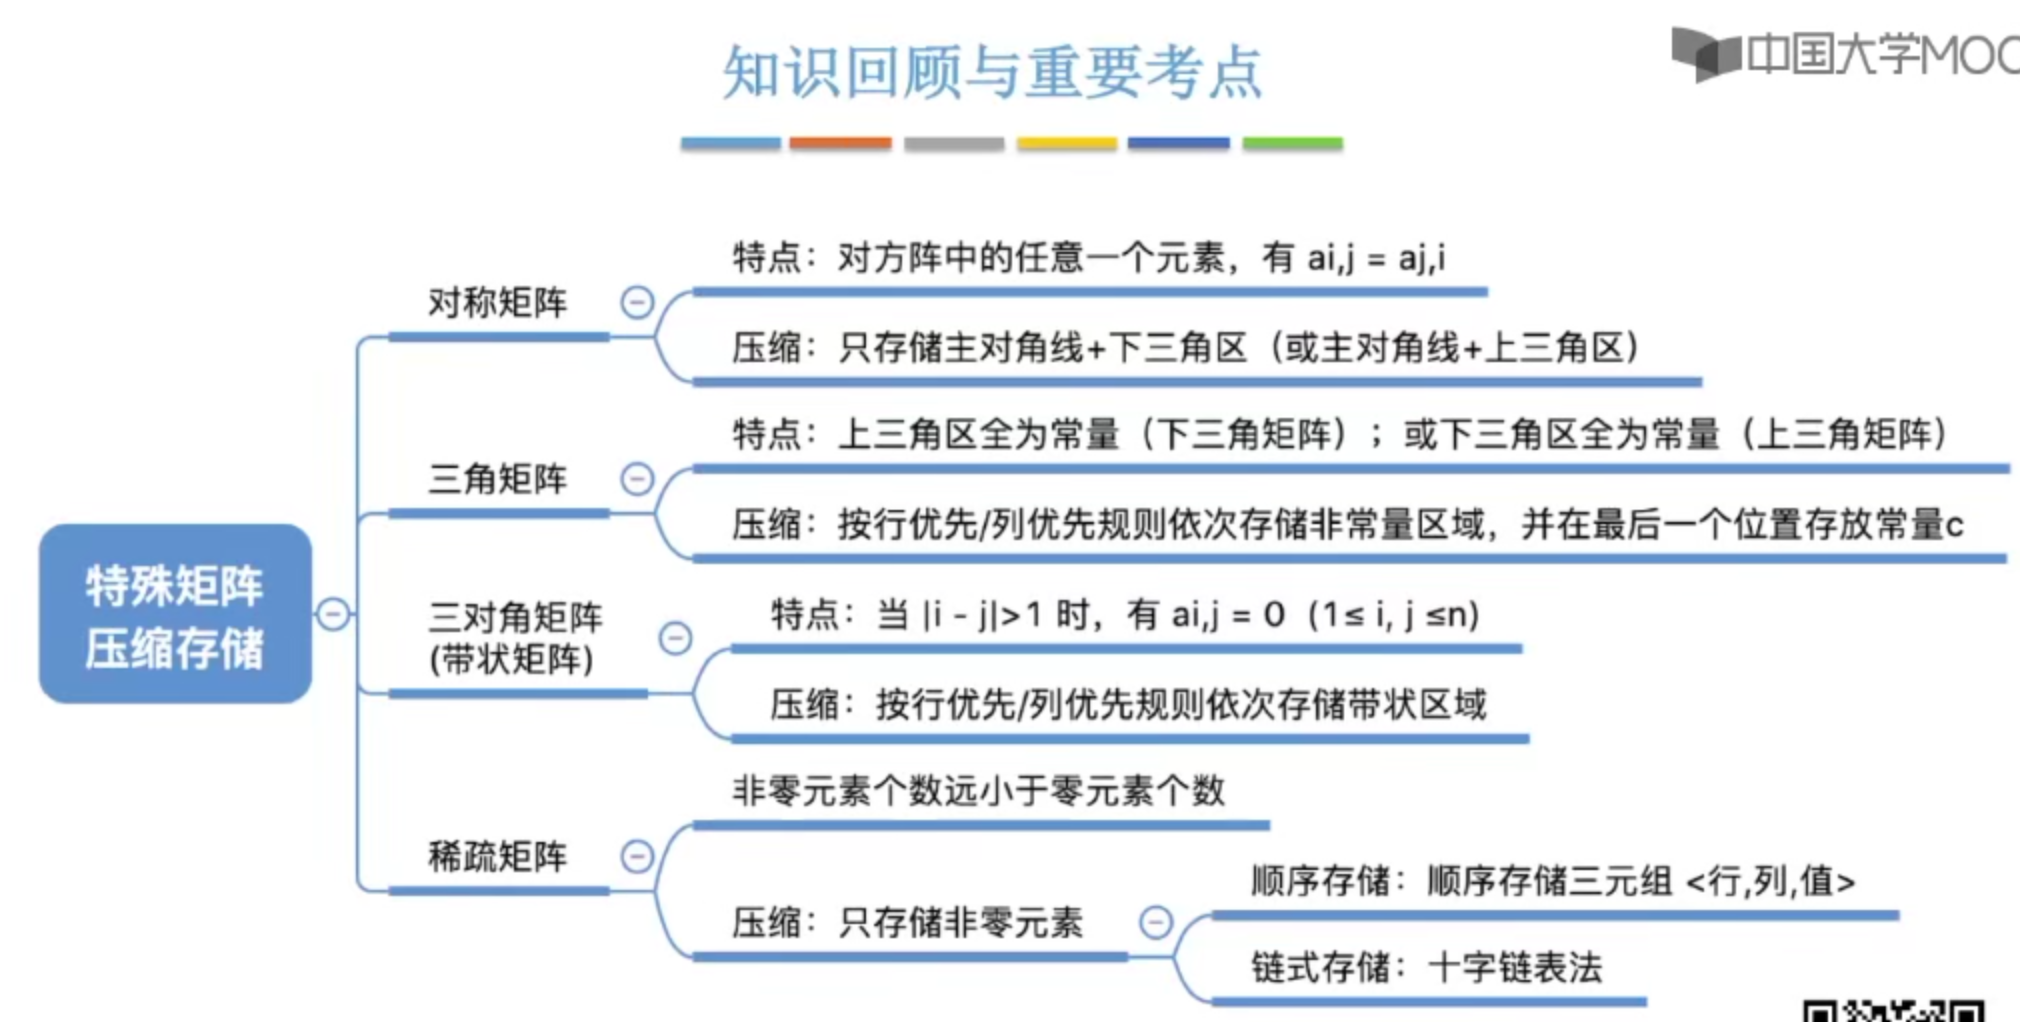 知识回顾与重要考点
中国大学MOO
特殊矩阵
压缩存储
对称矩阵
特点：对方阵中的任意一个元素，有 ai,j = aj,i
压缩：只存储主对角线+下三角区（或主对角线+上三角区）
三角矩阵
特点：上三角区全为常量（下三角矩阵）；或下三角区全为常量（上三角矩阵）
压缩：按行优先/列优先规则依次存储非常量区域，并在最后一个位置存放常量c
三对角矩阵
(带状矩阵)
特点：当 |i - j|>1 时，有 ai,j = 0（1≤ i, j ≤n)
压缩：按行优先/列优先规则依次存储带状区域
稀疏矩阵
非零元素个数远小于零元素个数
压缩：只存储非零元素
顺序存储：顺序存储三元组 <行,列,值>
链式存储：十字链表法